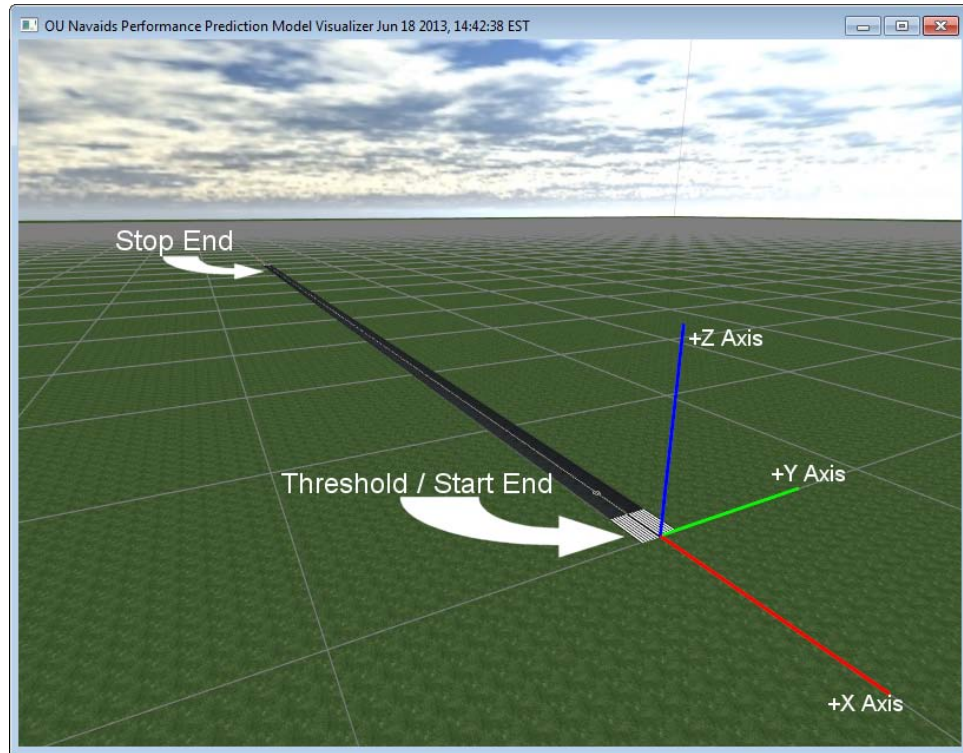 OU Navaids Performance Prediction Model Visualizer Jun 18 2013, 14:42:38 EST
Stop End
+Z Axis
+Y Axis
Threshold / Start End
+X Axis